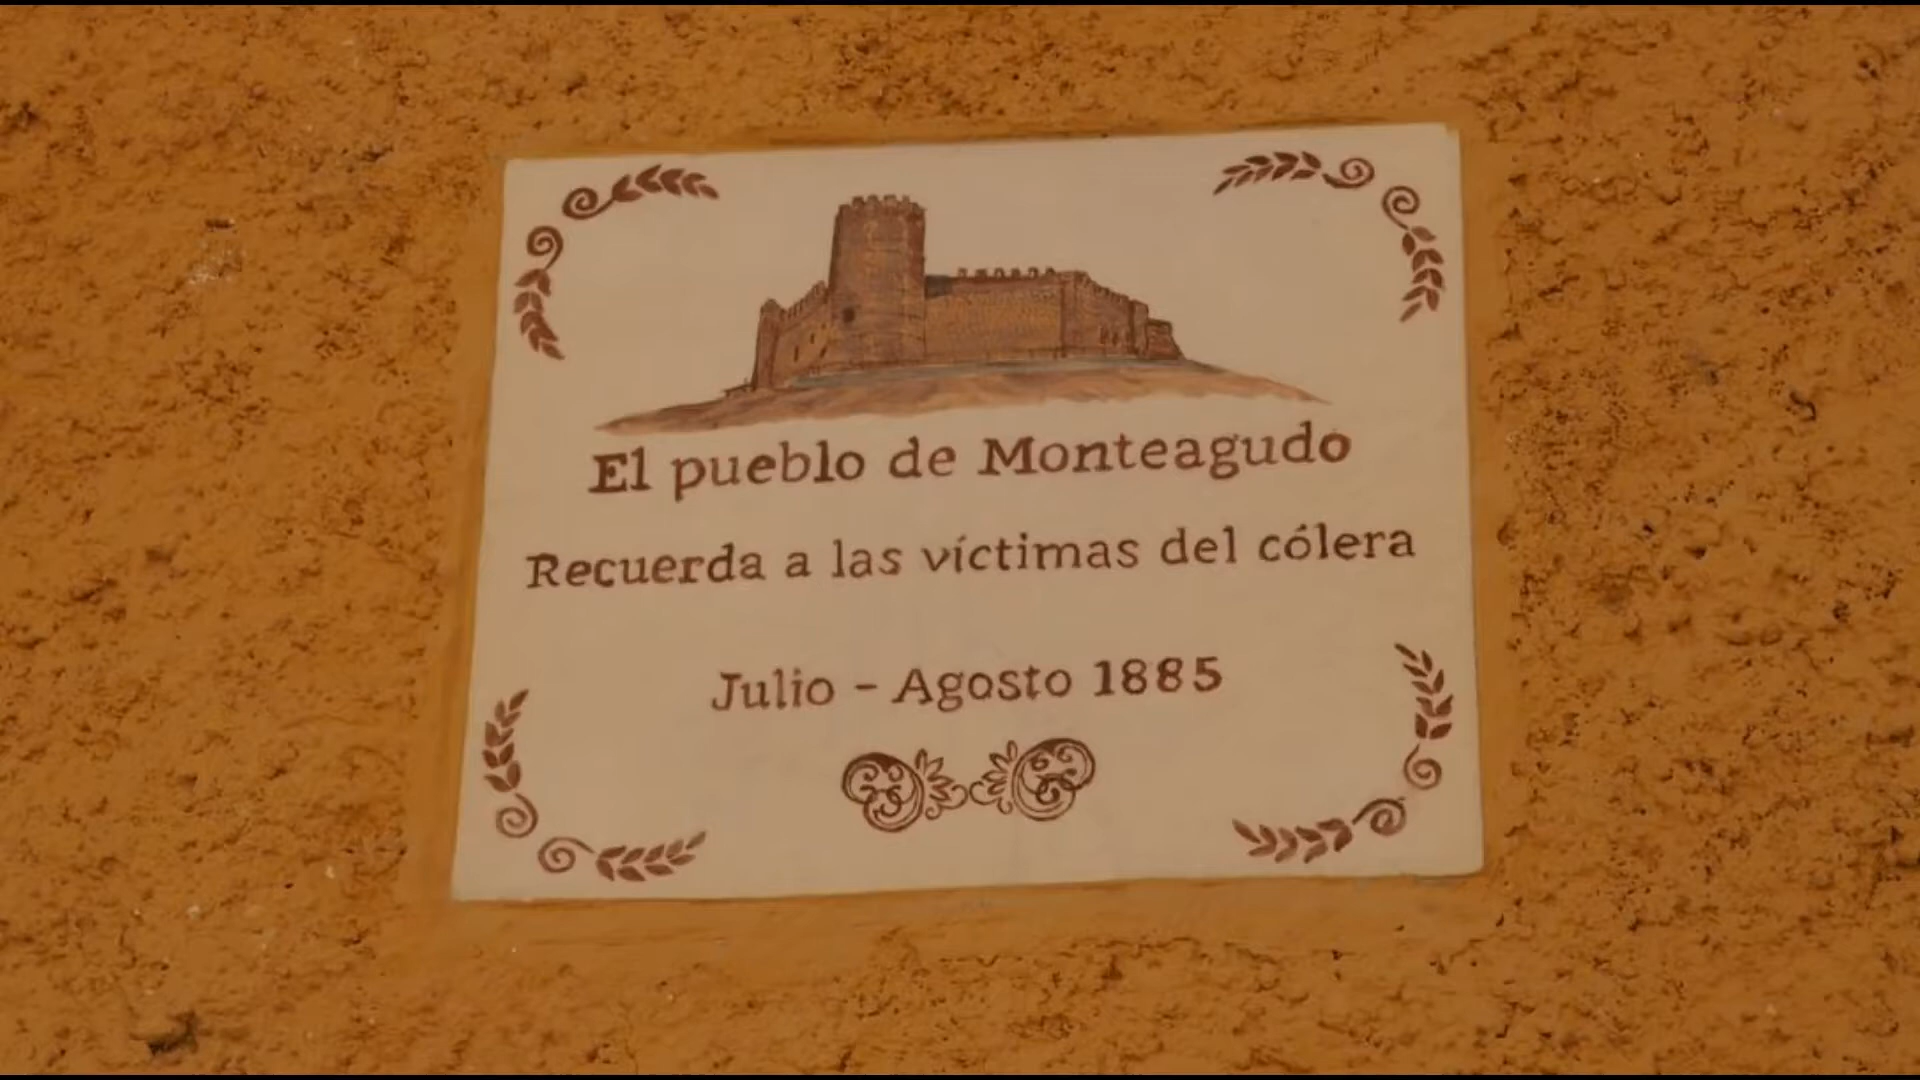 El pueblo de Monteagudo
Recuerda a las víctimas del cólera
Julio - Agosto 1885